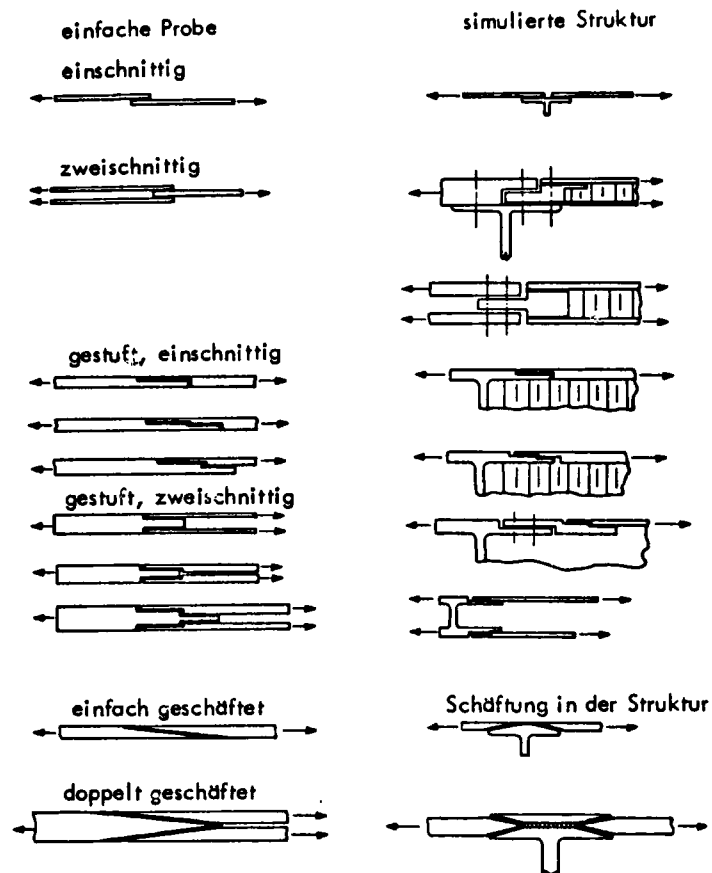 einfache Probe
simulierte Struktur
einschnittig
zweischnittig
gestuft, einschnittig
gestuft, zweischnittig
einfach geschäftet
Schäftung in der Struktur
doppelt geschäftet